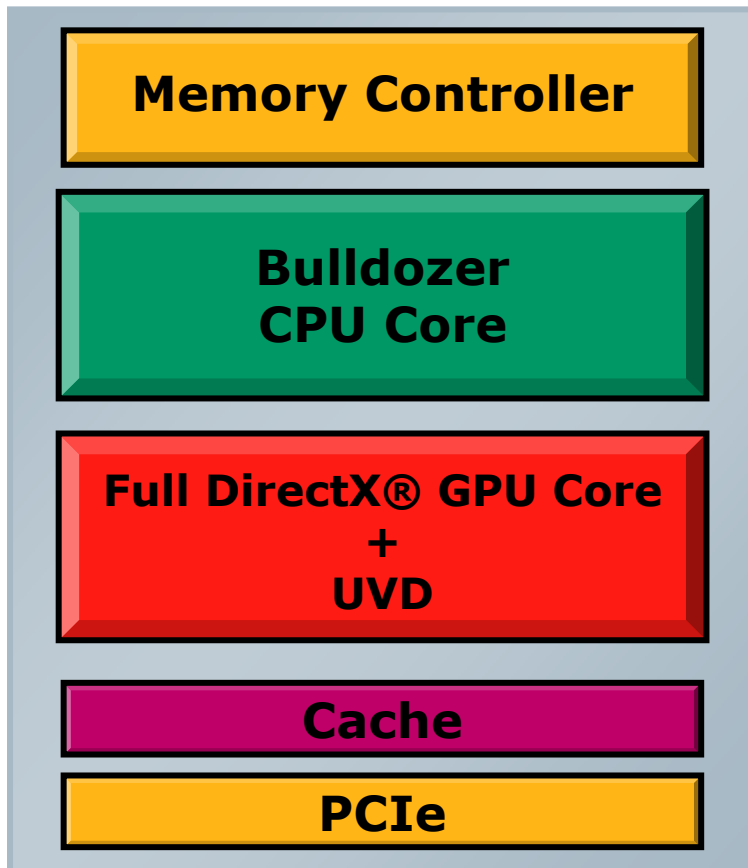 Memory Controller
Bulldozer
CPU Core
Full DirectX® GPU Core
+
UVD
Cache
PCIe